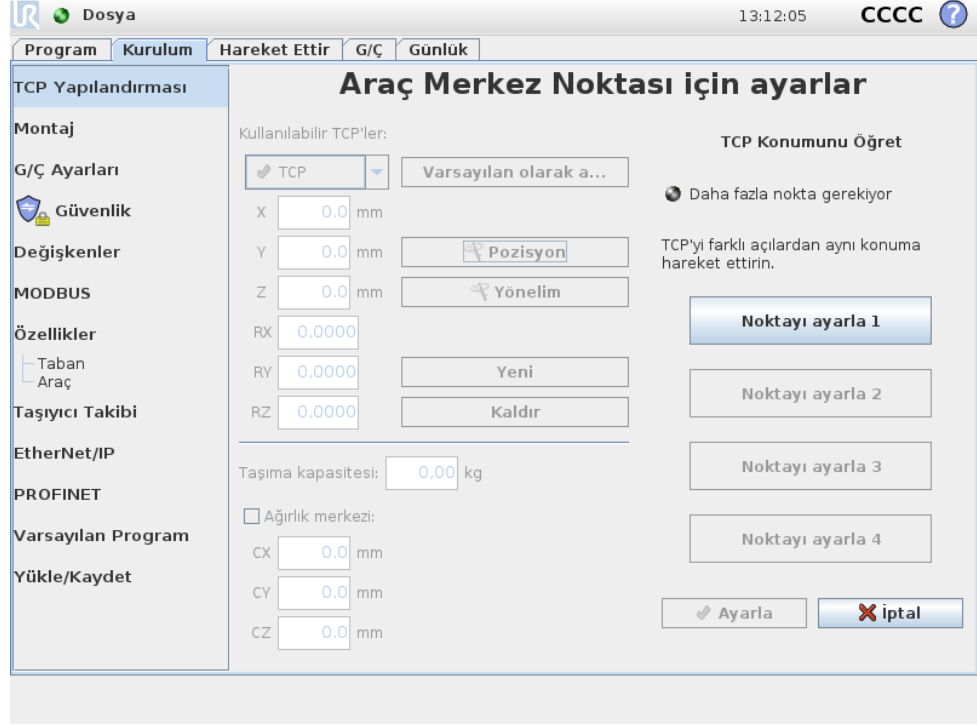 UR Dosya 13:12:05 CCCC ?
Program Kurulum Hareket Ettir G/Ç Günlük
TCP Yapılandırması
Montaj
G/Ç Ayarları
Güvenlik
Değişkenler
MODBUS
Özellikler
Taban
Araç
Taşıyıcı Takibi
EtherNet/IP
PROFINET
Varsayılan Program
Yükle/Kaydet
Araç Merkez Noktası için ayarlar
Kullanılabilir TCP'ler:
TCP Varsayılan olarak a...
X 0.0 mm
Y 0.0 mm Pozisyon
Z 0.0 mm Yönelim
RX 0,0000
RY 0,0000 Yeni
RZ 0,0000 Kaldır
Taşıma kapasitesi: 0,00 kg
Ağırlık merkezi:
CX 0.0 mm
CY 0.0 mm
CZ 0.0 mm
TCP Konumunu Öğret
Daha fazla nokta gerekiyor
TCP'yi farklı açılardan aynı konuma
hareket ettirin.
Noktayı ayarla 1
Noktayı ayarla 2
Noktayı ayarla 3
Noktayı ayarla 4
Ayarla İptal